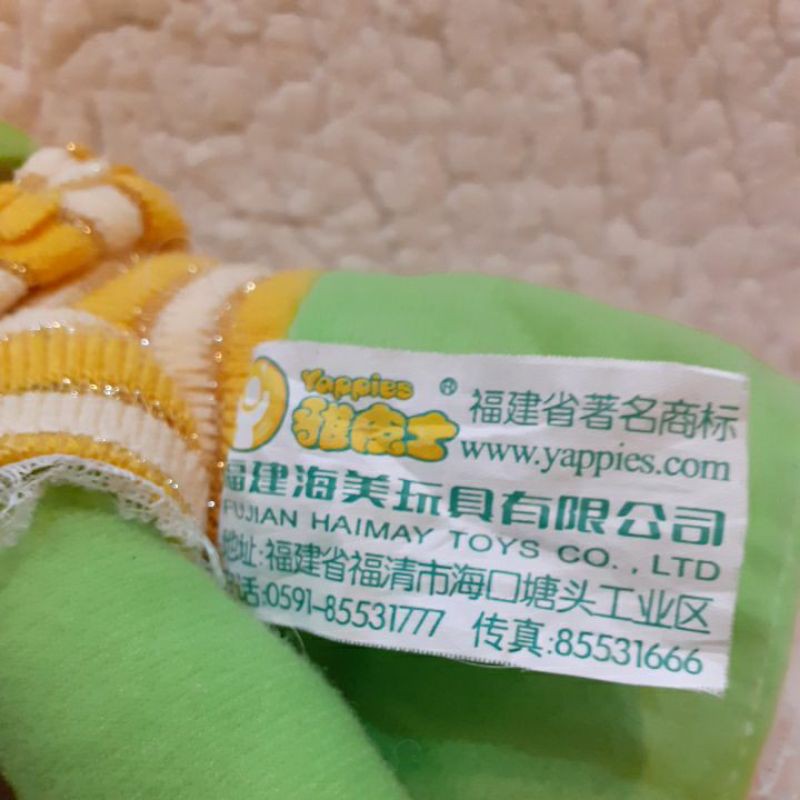 Yappies ®
雅皮士
福建省著名商标
www.yappies.com
福建海美玩具有限公司
FUJIAN HAIMAY TOYS CO., LTD
地址:福建省福清市海口塘头工业区
电话:0591-85531777 传真:85531666